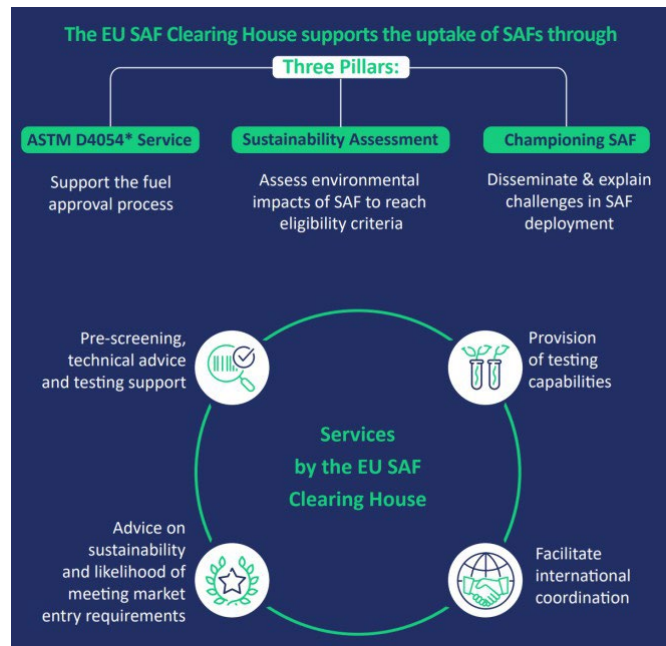 The EU SAF Clearing House supports the uptake of SAFs through
Three Pillars:
ASTM D4054* Service
Support the fuel
approval process
Sustainability Assessment
Assess environmental
impacts of SAF to reach
eligibility criteria
Championing SAF
Disseminate & explain
challenges in SAF
deployment
Pre-screening,
technical advice
and testing support
Provision
of testing
capabilities
Services
by the EU SAF
Clearing House
Advice on
sustainability
and likelihood of
meeting market
entry requirements
Facilitate
international
coordination